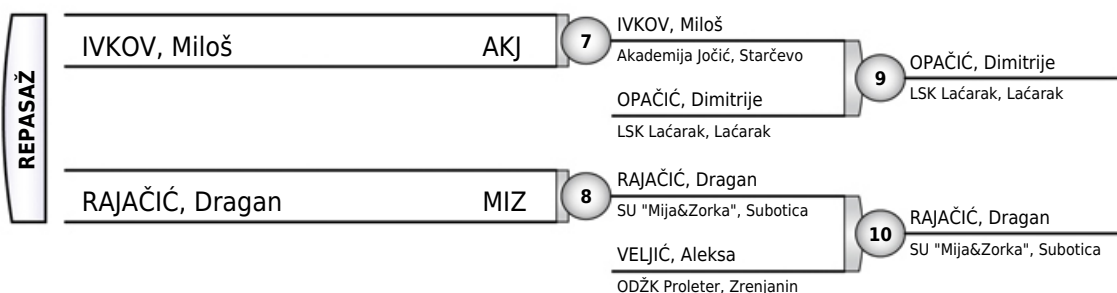 REPASAŽ
IVKOV, Miloš AKJ
7
IVKOV, Miloš
Akademija Jočić, Starčevo
OPAČIĆ, Dimitrije
LSK Laćarak, Laćarak
9
OPAČIĆ, Dimitrije
LSK Laćarak, Laćarak
RAJAČIĆ, Dragan MIZ
8
RAJAČIĆ, Dragan
SU "Mija&Zorka", Subotica
VELJIĆ, Aleksa
ODŽK Proleter, Zrenjanin
10
RAJAČIĆ, Dragan
SU "Mija&Zorka", Subotica